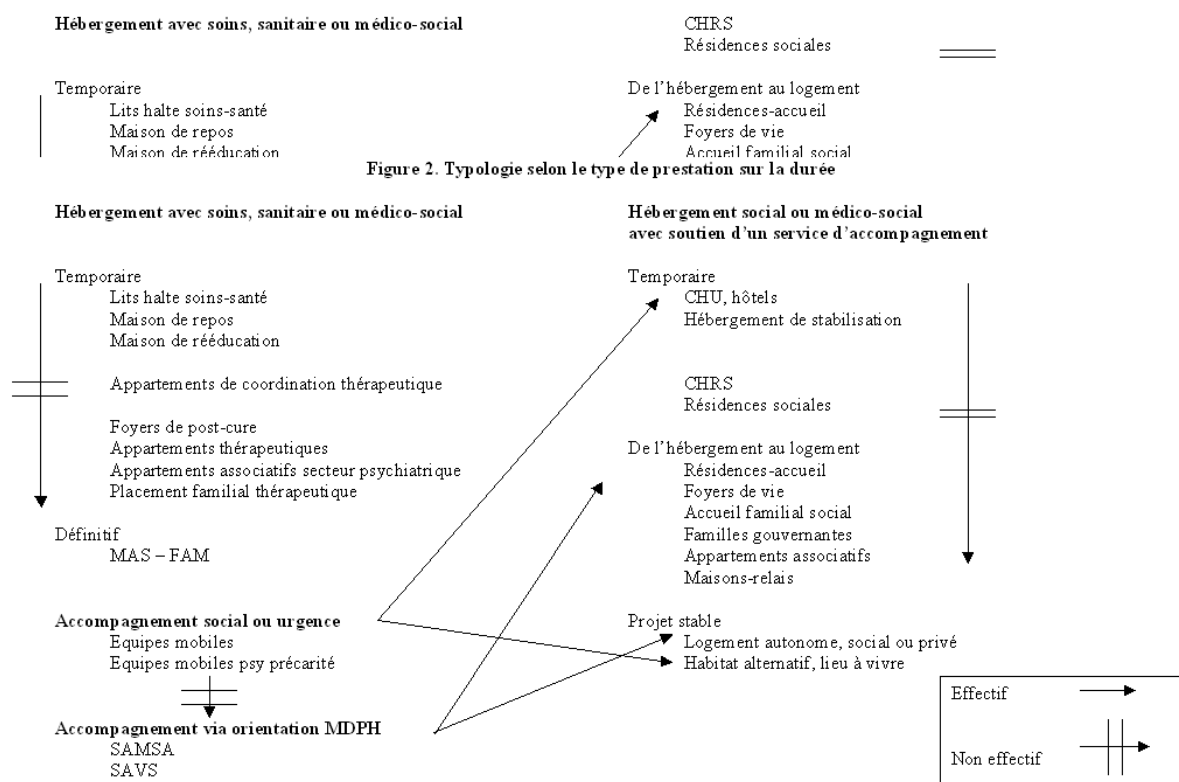 Hébergement avec soins, sanitaire ou médico-social
CHRS
Résidences sociales
Temporaire
Lits halte soins-santé
Maison de repos
Maison de rééducation
De l'hébergement au logement
Résidences-accueil
Foyers de vie
Accueil familial social
Figure 2. Typologie selon le type de prestation sur la durée
Hébergement avec soins, sanitaire ou médico-social
Temporaire
Lits halte soins-santé
Maison de repos
Maison de rééducation
Appartements de coordination thérapeutique
Foyers de post-cure
Appartements thérapeutiques
Appartements associatifs secteur psychiatrique
Placement familial thérapeutique
Définitif
MAS – FAM
Accompagnement social ou urgence
Equipes mobiles
Equipes mobiles psy précarité
Accompagnement via orientation MDPH
SAMSA
SAVS
Hébergement social ou médico-social
avec soutien d'un service d'accompagnement
Temporaire
CHU, hôtels
Hébergement de stabilisation
CHRS
Résidences sociales
De l'hébergement au logement
Résidences-accueil
Foyers de vie
Accueil familial social
Familles gouvernantes
Appartements associatifs
Maisons-relais
Projet stable
Logement autonome, social ou privé
Habitat alternatif, lieu à vivre
Effectif
Non effectif